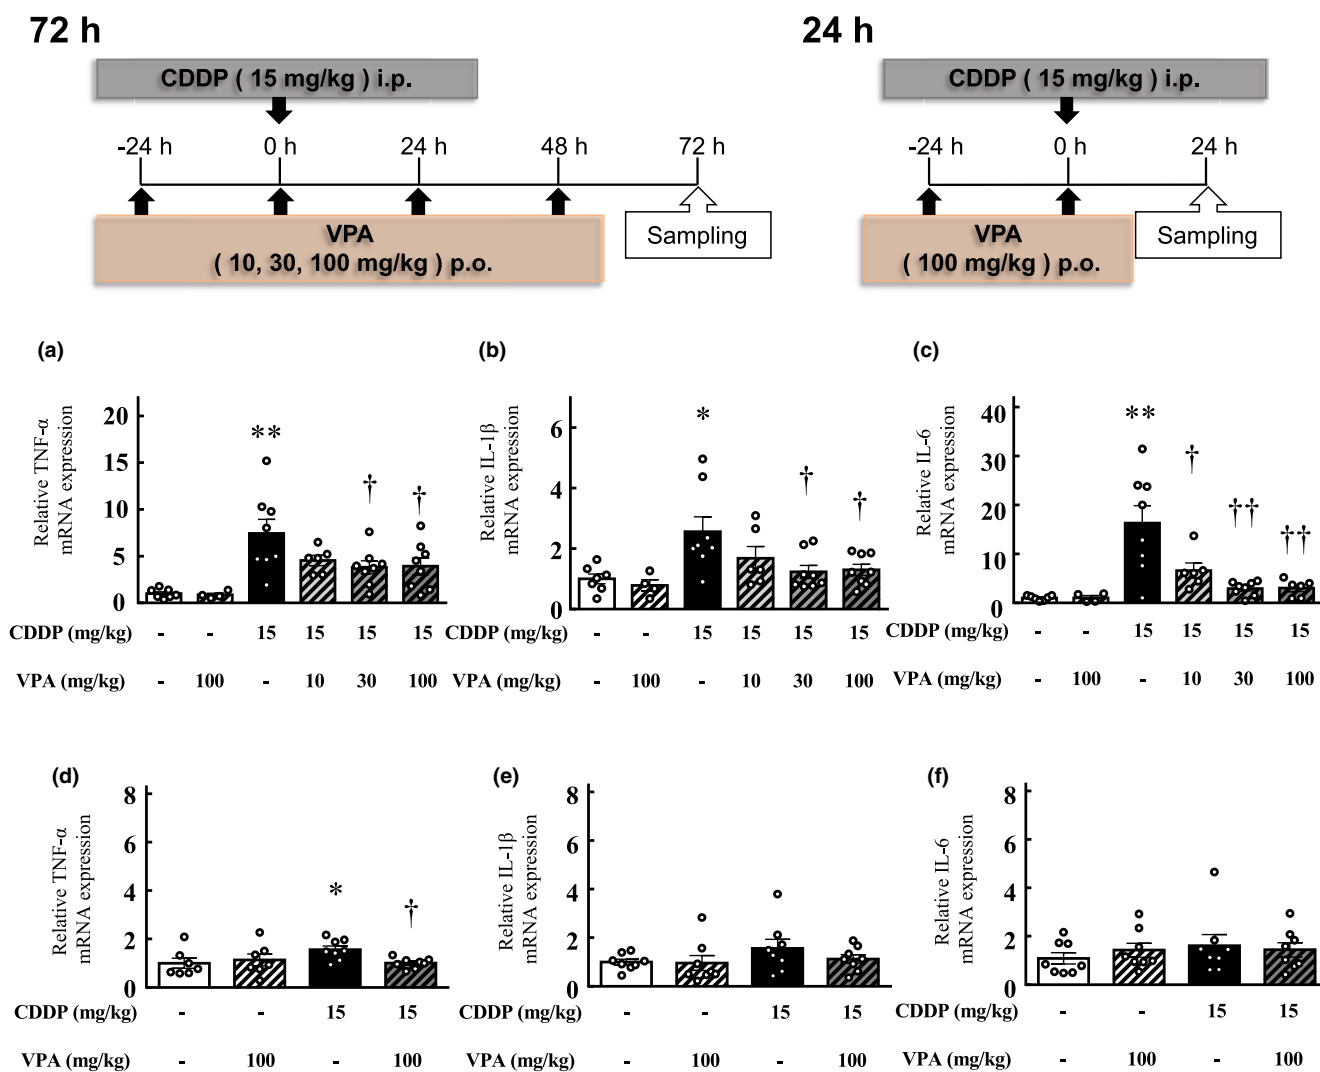 72 h
CDDP ( 15 mg/kg ) i.p.
-24 h 0 h 24 h 48 h 72 h
VPA
( 10, 30, 100 mg/kg ) p.o.
Sampling
24 h
CDDP ( 15 mg/kg ) i.p.
-24 h 0 h 24 h
VPA
( 100 mg/kg ) p.o.
Sampling
(a)
Relative TNF-α
mRNA expression
20
15
10
5
0
** † †
CDDP (mg/kg) - - 15 15 15 15
VPA (mg/kg) - 100 - 10 30 100
(b)
Relative IL-1β
mRNA expression
6
4
2
0
* † †
CDDP (mg/kg) - - 15 15 15 15
VPA (mg/kg) - 100 - 10 30 100
(c)
Relative IL-6
mRNA expression
40
30
20
10
0
** † †† ††
CDDP (mg/kg) - - 15 15 15 15
VPA (mg/kg) - 100 - 10 30 100
(d)
Relative TNF-α
mRNA expression
8
6
4
2
0
* †
CDDP (mg/kg) - - 15 15
VPA (mg/kg) - 100 - 100
(e)
Relative IL-1β
mRNA expression
8
6
4
2
0
CDDP (mg/kg) - - 15 15
VPA (mg/kg) - 100 - 100
(f)
Relative IL-6
mRNA expression
8
6
4
2
0
CDDP (mg/kg) - - 15 15
VPA (mg/kg) - 100 - 100